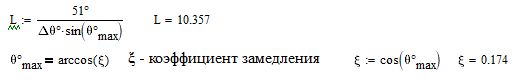 L := 51° / (Δθ°·sin(θ°max)) L = 10.357
θ°max = arccos(ξ) ξ - коэффициент замедления ξ := cos(θ°max) ξ = 0.174